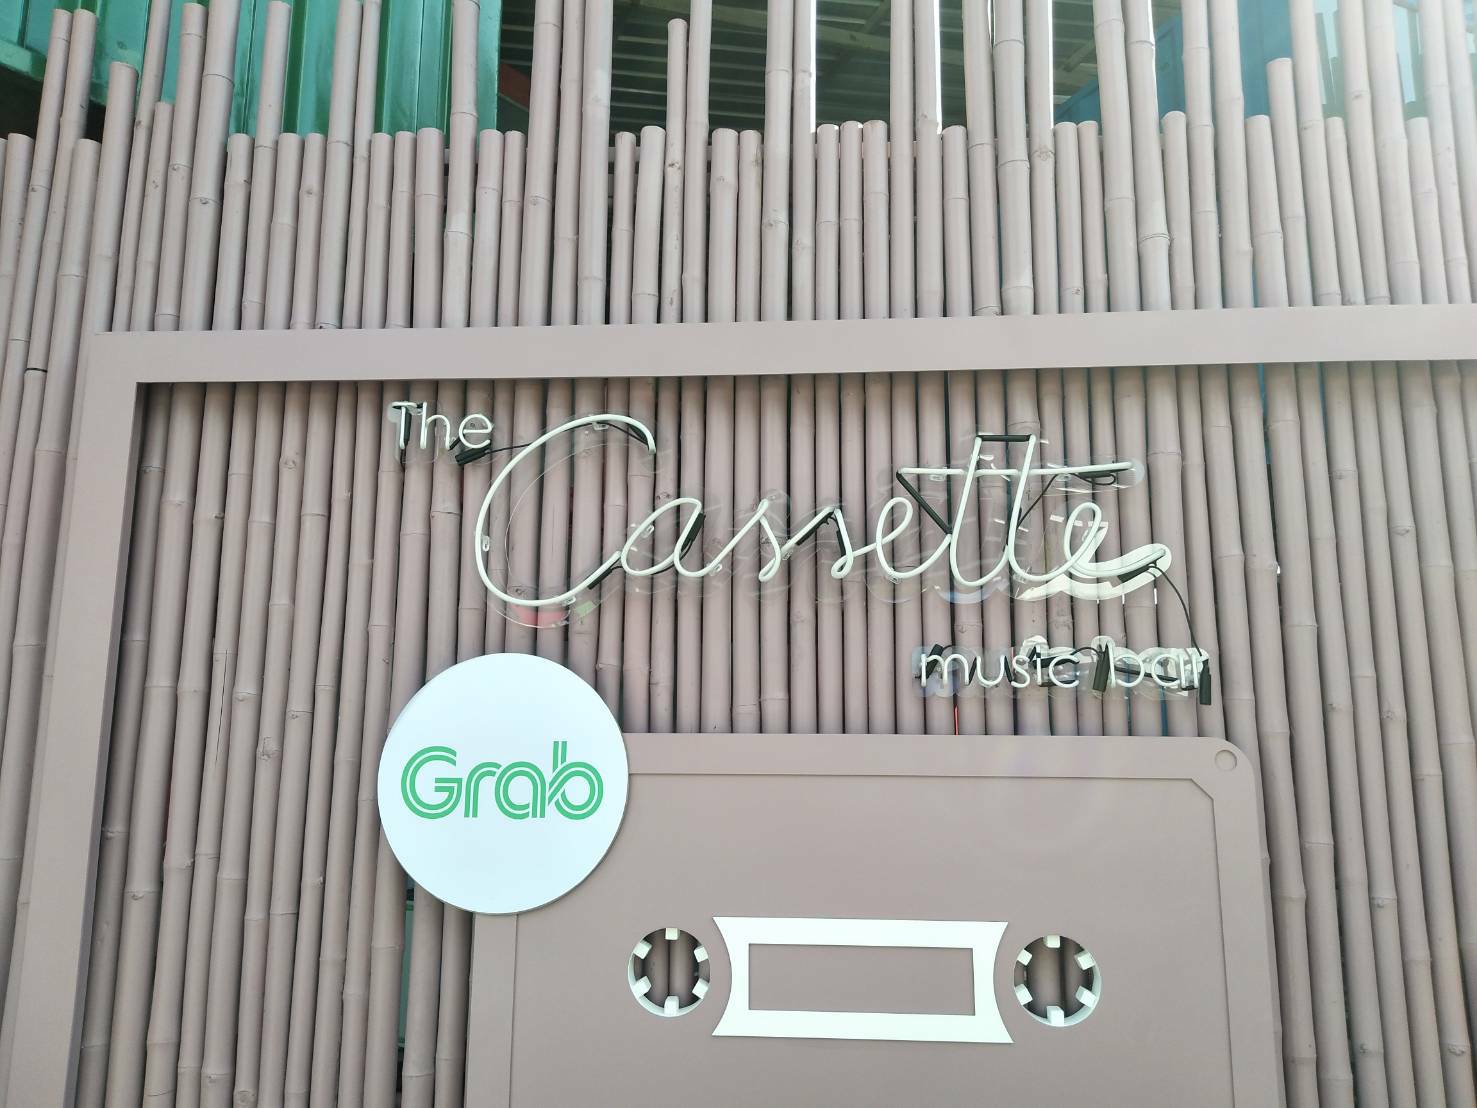 The
Cassette
music bar
Grab